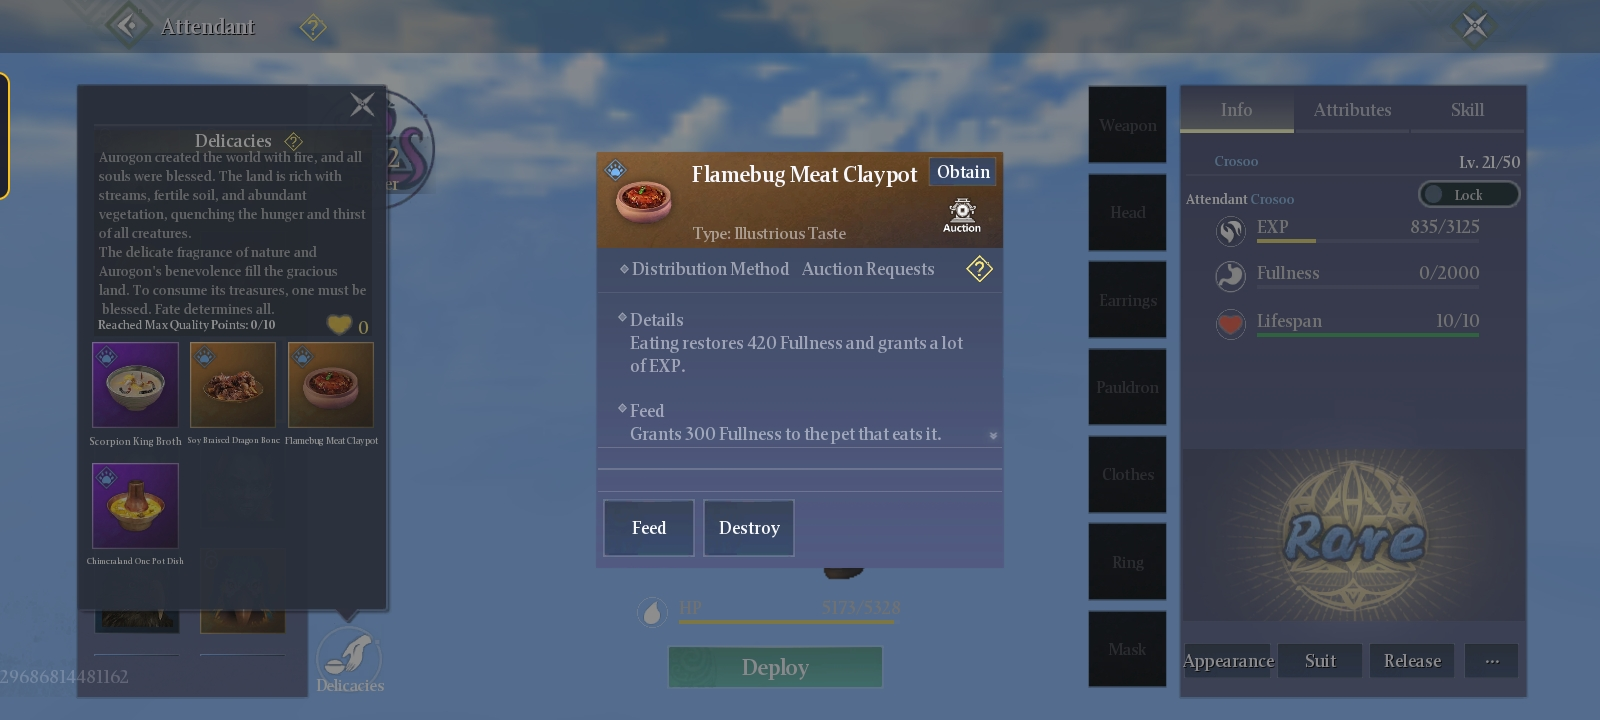 Attendant
Delicacies
Aurogon created the world with fire, and all
souls were blessed. The land is rich with
streams, fertile soil, and abundant
vegetation, quenching the hunger and thirst
of all creatures.
The delicate fragrance of nature and
Aurogon's benevolence fill the gracious
land. To consume its treasures, one must be
blessed. Fate determines all.
Reached Max Quality Points: 0/10
0
Scorpion King Broth
Soy Braised Dragon Bone
Flamebug Meat Claypot
Chimeraland One Pot Dish
29686814481162
Delicacies
Flamebug Meat Claypot
Obtain
Auction
Type: Illustrious Taste
Distribution Method Auction Requests
Details
Eating restores 420 Fullness and grants a lot
of EXP.
Feed
Grants 300 Fullness to the pet that eats it.
Feed
Destroy
HP
5173/5328
Deploy
Weapon
Head
Earrings
Pauldron
Clothes
Ring
Mask
Info
Attributes
Skill
Crosoo
Lv. 21/50
Attendant Crosoo
Lock
EXP
835/3125
Fullness
0/2000
Lifespan
10/10
Rare
Appearance
Suit
Release
...